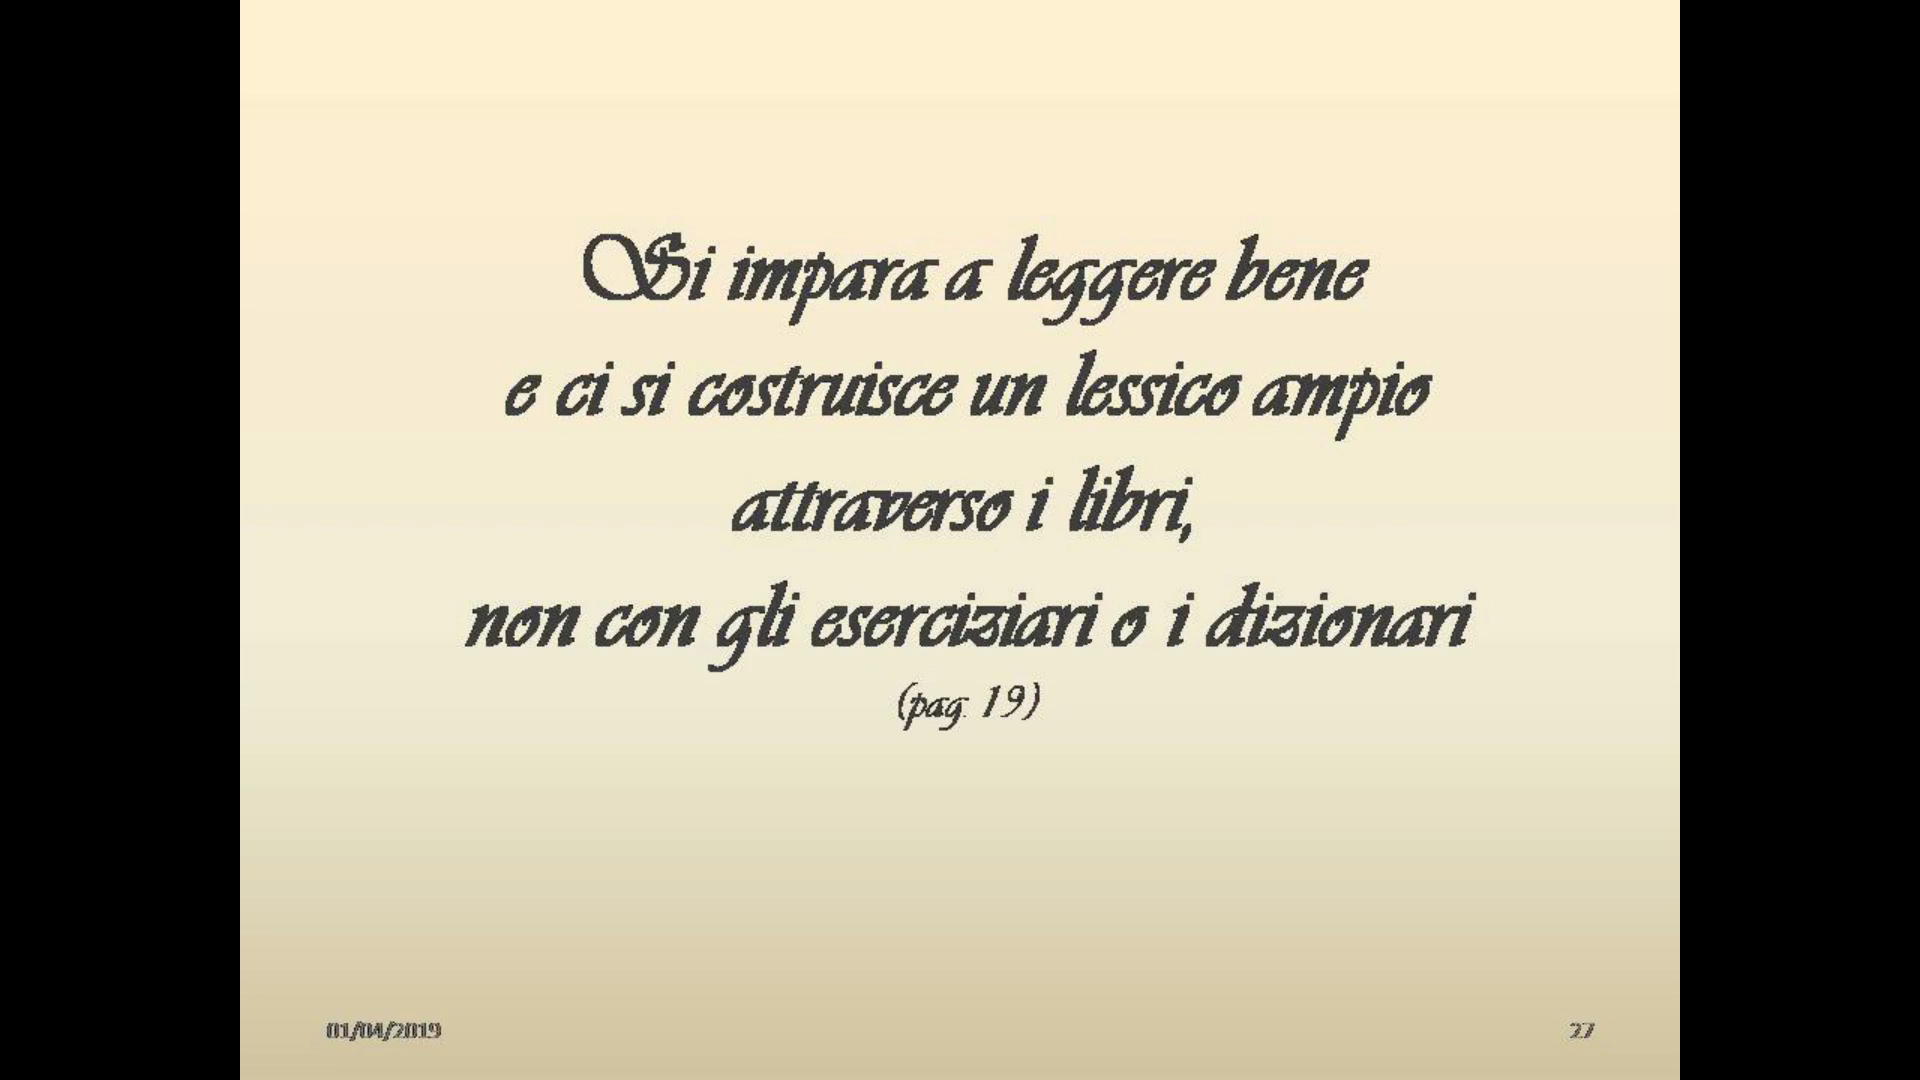 Si impara a leggere bene
e ci si costruisce un lessico ampio
attraverso i libri,
non con gli eserciziari o i dizionari
(pag. 19)
01/04/2019
27